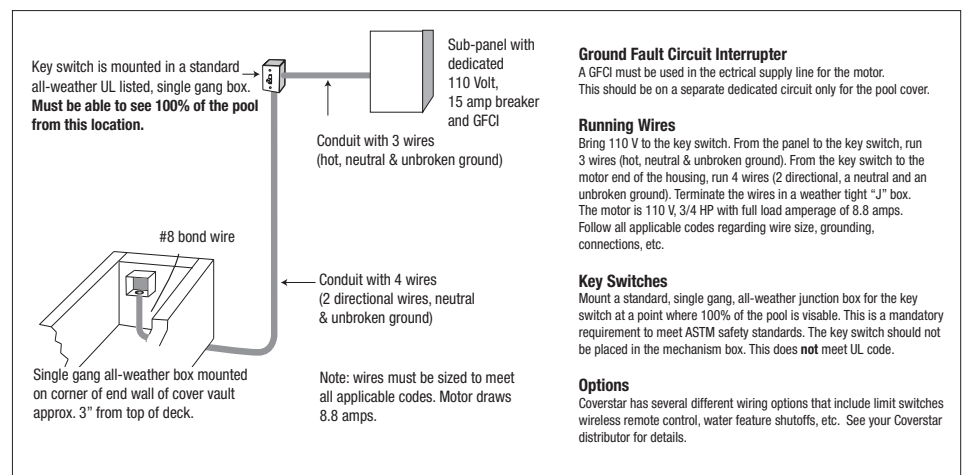 Key switch is mounted in a standard
all-weather UL listed, single gang box.
Must be able to see 100% of the pool
from this location.
Sub-panel with
dedicated
110 Volt,
15 amp breaker
and GFCI
Conduit with 3 wires
(hot, neutral & unbroken ground)
#8 bond wire
Conduit with 4 wires
(2 directional wires, neutral
& unbroken ground)
Single gang all-weather box mounted
on corner of end wall of cover vault
approx. 3” from top of deck.
Note: wires must be sized to meet
all applicable codes. Motor draws
8.8 amps.
Ground Fault Circuit Interrupter
A GFCI must be used in the ectrical supply line for the motor.
This should be on a separate dedicated circuit only for the pool cover.
Running Wires
Bring 110 V to the key switch. From the panel to the key switch, run
3 wires (hot, neutral & unbroken ground). From the key switch to the
motor end of the housing, run 4 wires (2 directional, a neutral and an
unbroken ground). Terminate the wires in a weather tight “J” box.
The motor is 110 V, 3/4 HP with full load amperage of 8.8 amps.
Follow all applicable codes regarding wire size, grounding,
connections, etc.
Key Switches
Mount a standard, single gang, all-weather junction box for the key
switch at a point where 100% of the pool is visable. This is a mandatory
requirement to meet ASTM safety standards. The key switch should not
be placed in the mechanism box. This does not meet UL code.
Options
Coverstar has several different wiring options that include limit switches
wireless remote control, water feature shutoffs, etc. See your Coverstar
distributor for details.